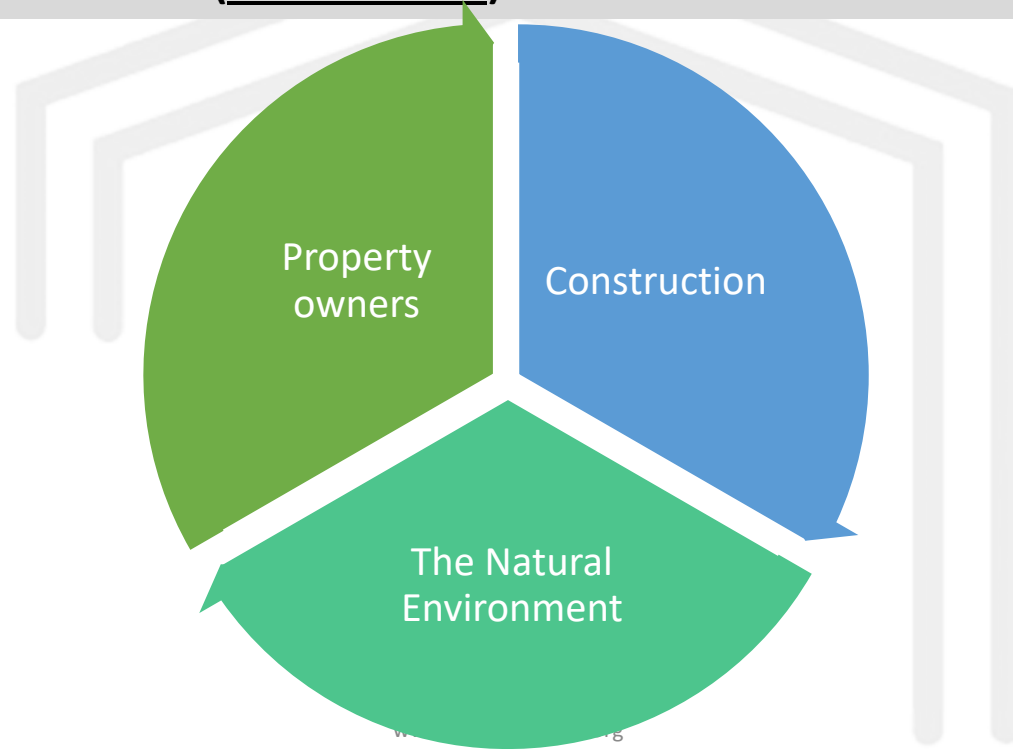 Property
owners
Construction
The Natural
Environment